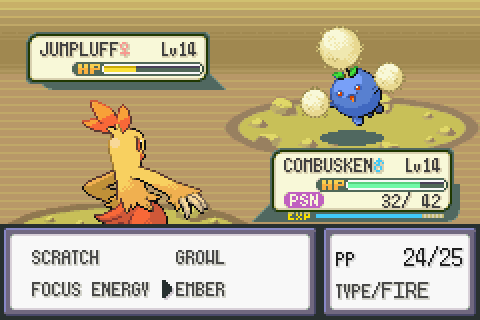 JUMPLUFF♀ Lv14
HP
COMBUSKEN♂ Lv14
HP
PSN 32/ 42
EXP
SCRATCH GROWL
FOCUS ENERGY EMBER
PP 24/25
TYPE/FIRE